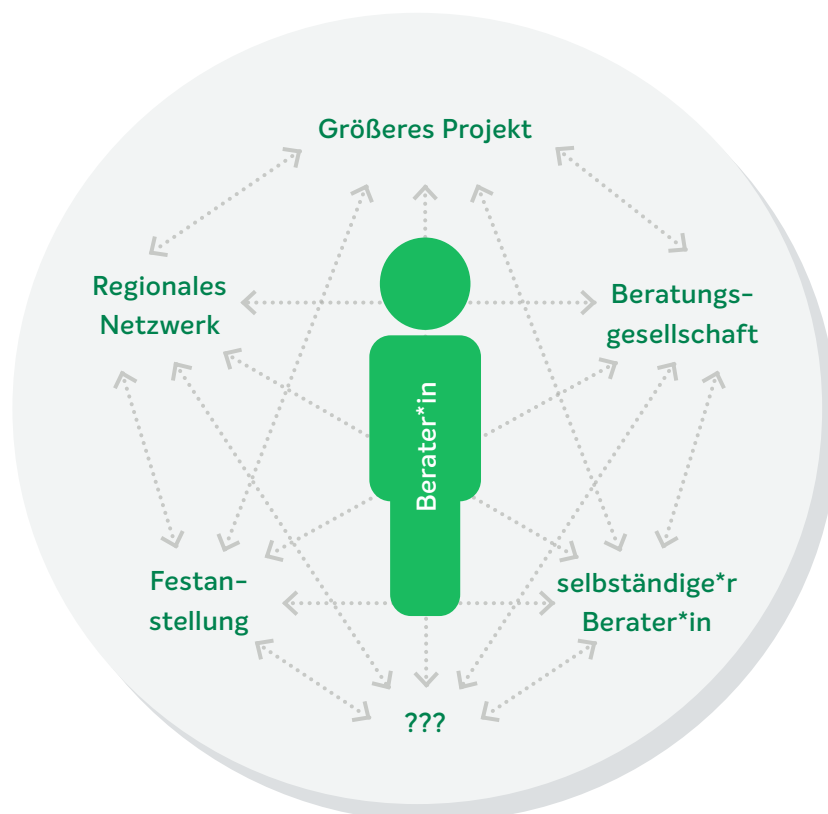 Größeres Projekt
Regionales
Netzwerk
Beratungs-
gesellschaft
Berater*in
Festan-
stellung
selbständige*r
Berater*in
???